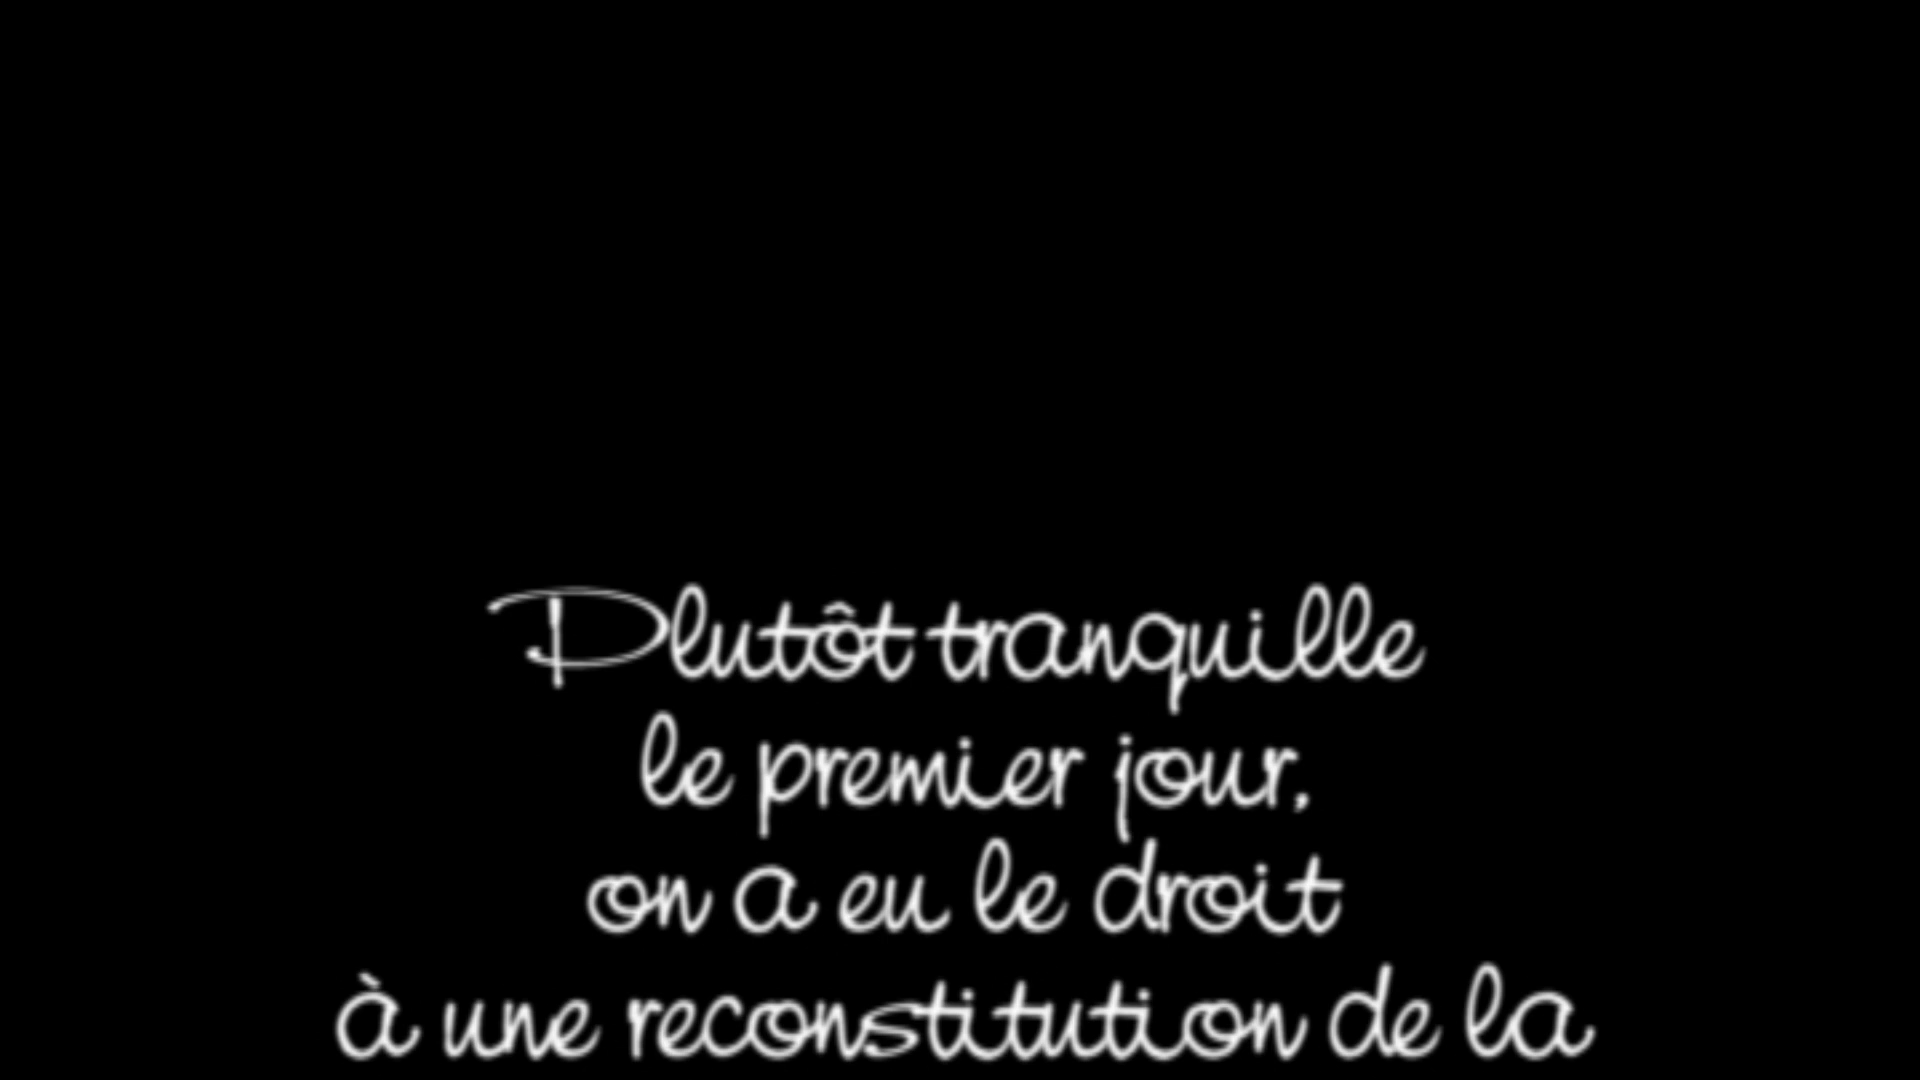 Plutôt tranquille
le premier jour,
on a eu le droit
à une reconstitution de la